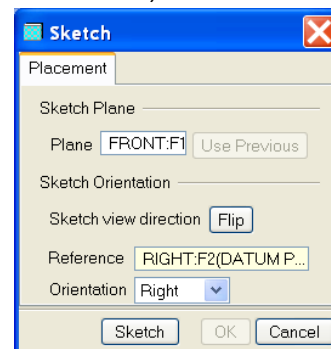 Sketch
Placement
Sketch Plane
Plane FRONT:F1 Use Previous
Sketch Orientation
Sketch view direction Flip
Reference RIGHT:F2(DATUM P...
Orientation Right
Sketch OK Cancel